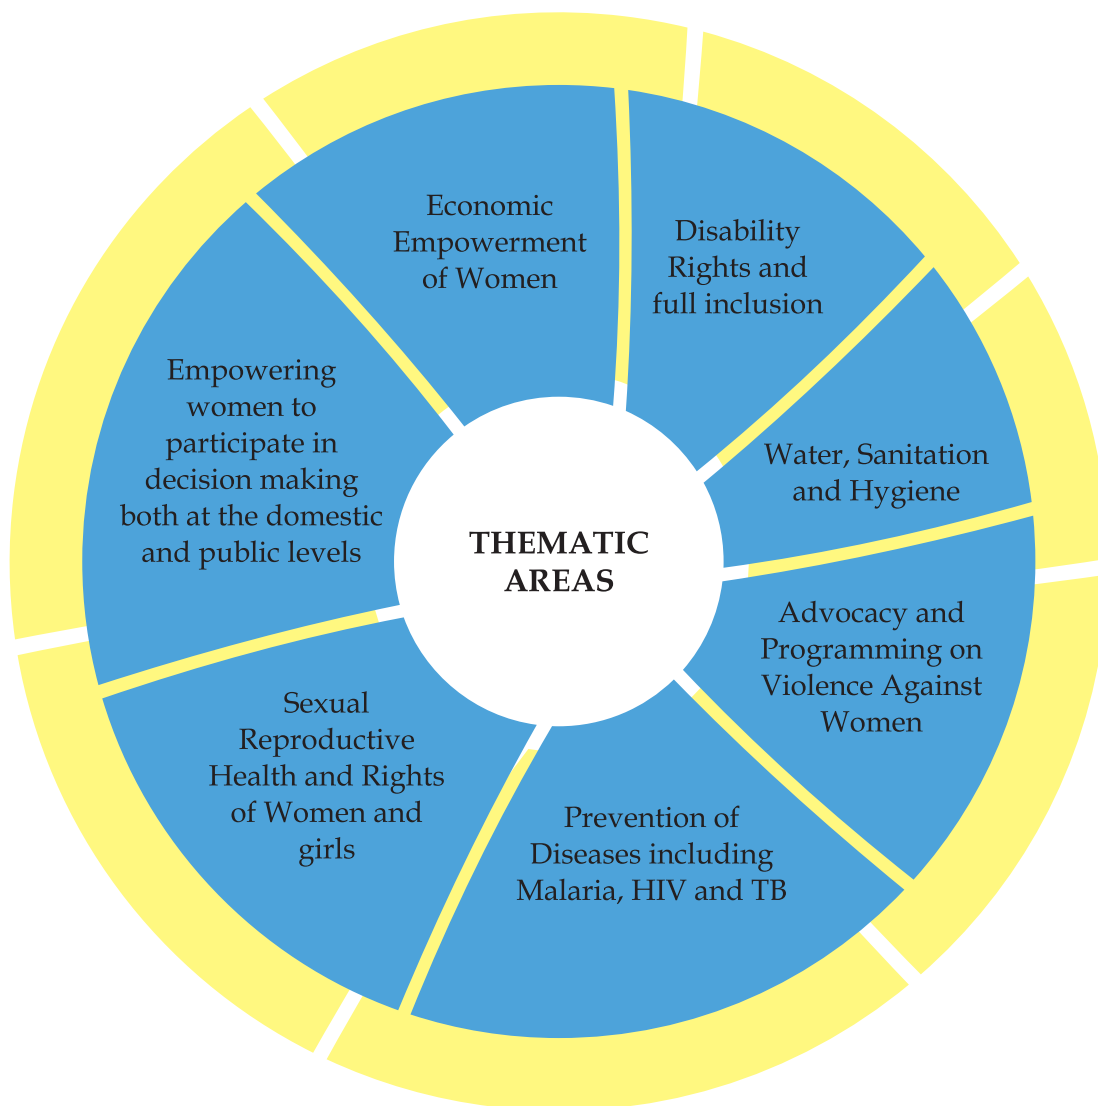 Economic
Empowerment
of Women
Disability
Rights and
full inclusion
Water, Sanitation
and Hygiene
Advocacy and
Programming on
Violence Against
Women
Prevention of
Diseases including
Malaria, HIV and TB
Sexual
Reproductive
Health and Rights
of Women and
girls
Empowering
women to
participate in
decision making
both at the domestic
and public levels
THEMATIC
AREAS